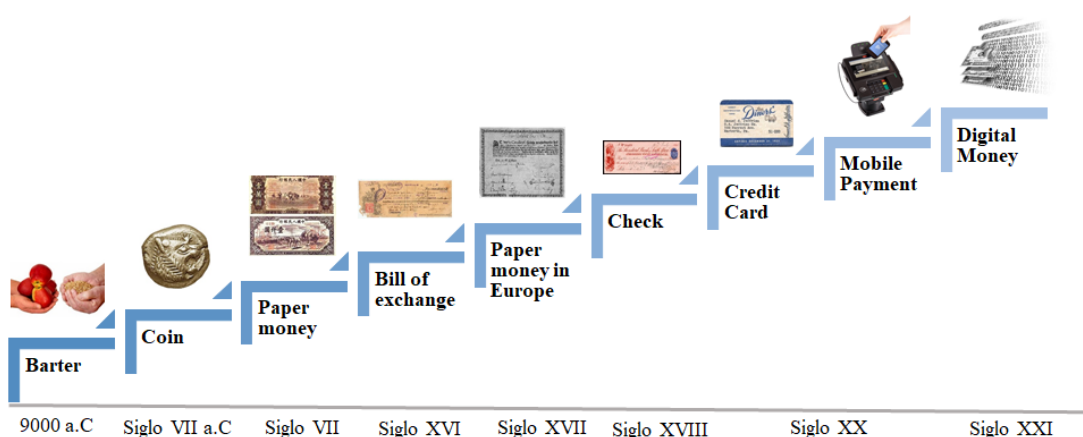 Barter
Coin
Paper
money
Bill of
exchange
Paper
money in
Europe
Check
Credit
Card
Mobile
Payment
Digital
Money
Diners'
9000 a.C
Siglo VII a.C
Siglo VII
Siglo XVI
Siglo XVII
Siglo XVIII
Siglo XX
Siglo XXI